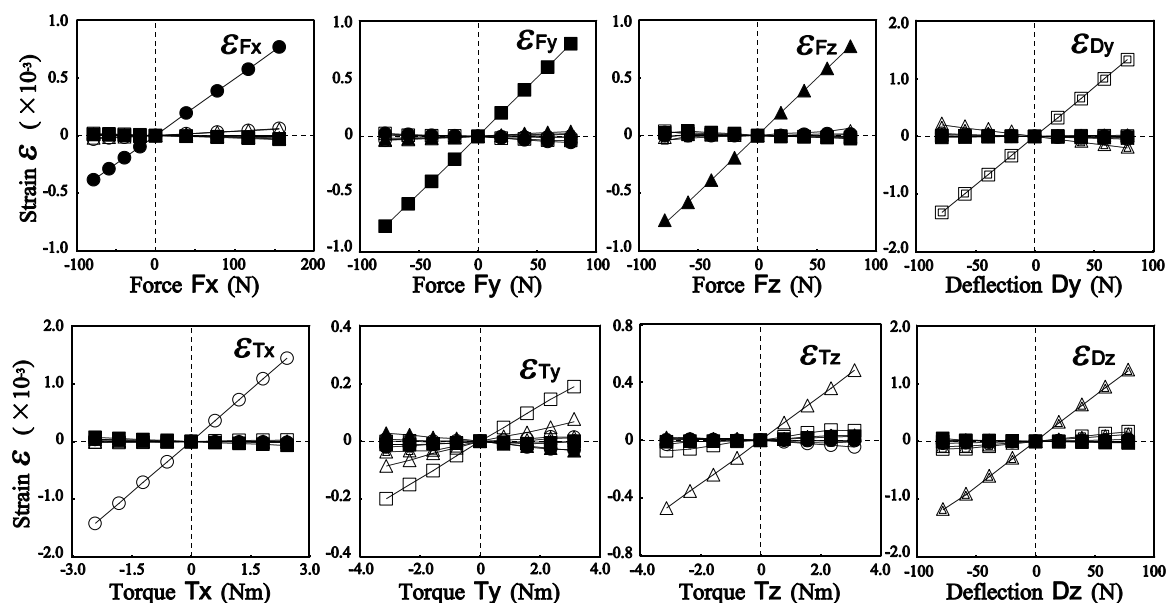 Strain ε ( ×10⁻³)
1.0
0.5
0
-0.5
-1.0
εFx
-100 0 100 200
Force Fx (N)
1.0
0.5
0
-0.5
-1.0
εFy
-100 -50 0 50 100
Force Fy (N)
1.0
0.5
0
-0.5
-1.0
εFz
-100 -50 0 50 100
Force Fz (N)
2.0
1.0
0
-1.0
-2.0
εDy
-100 -50 0 50 100
Deflection Dy (N)
Strain ε ( ×10⁻³)
2.0
1.0
0
-1.0
-2.0
εTx
-3.0 -1.5 0 1.5 3.0
Torque Tx (Nm)
0.4
0.2
0
-0.2
-0.4
εTy
-4.0 -2.0 0 2.0 4.0
Torque Ty (Nm)
0.8
0.4
0
-0.4
-0.8
εTz
-4.0 -2.0 0 2.0 4.0
Torque Tz (Nm)
2.0
1.0
0
-1.0
-2.0
εDz
-100 -50 0 50 100
Deflection Dz (N)